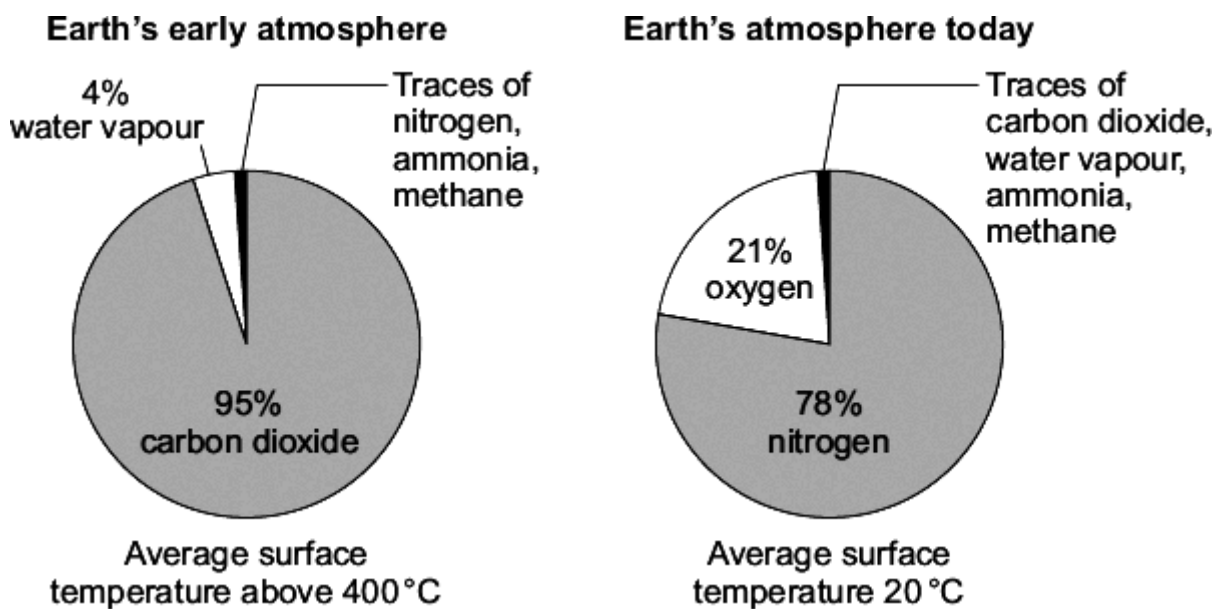 Earth's early atmosphere
4%
water vapour
Traces of
nitrogen,
ammonia,
methane
95%
carbon dioxide
Average surface
temperature above 400 °C
Earth's atmosphere today
Traces of
carbon dioxide,
water vapour,
ammonia,
methane
21%
oxygen
78%
nitrogen
Average surface
temperature 20 °C